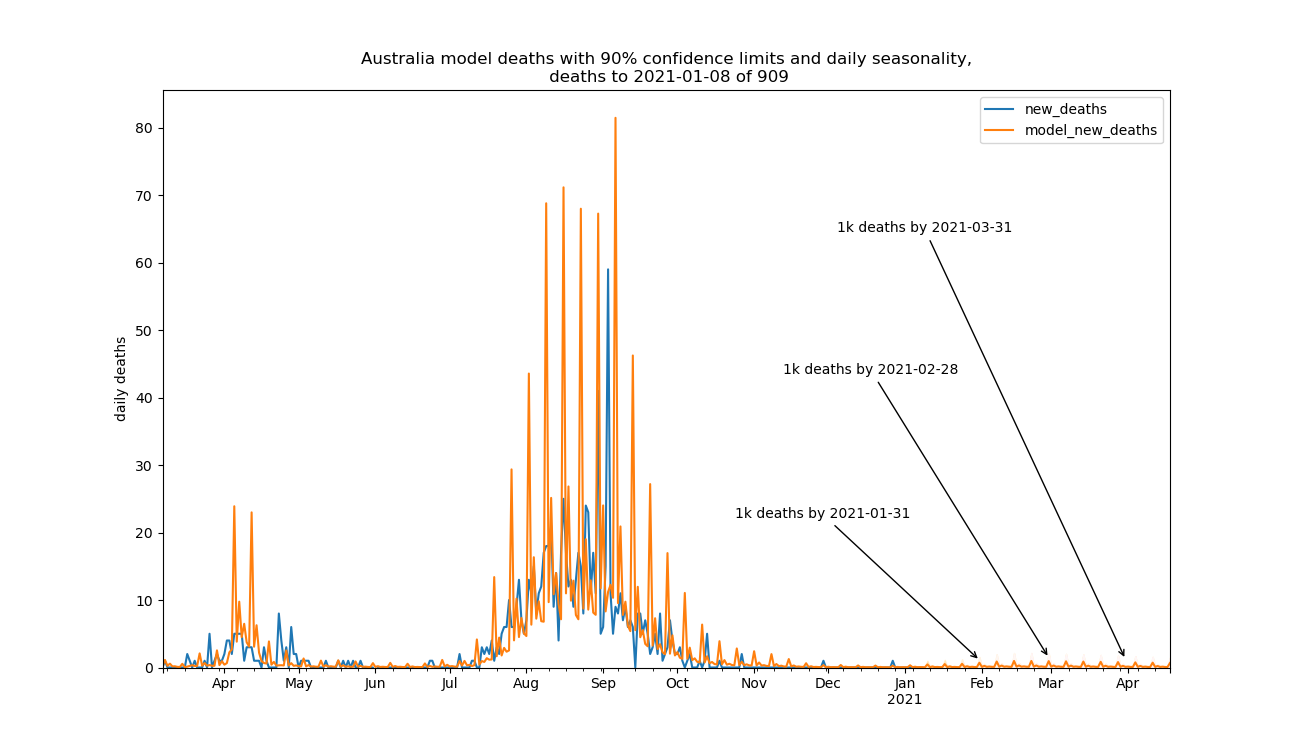 Australia model deaths with 90% confidence limits and daily seasonality,
deaths to 2021-01-08 of 909
new_deaths
model_new_deaths
daily deaths
80
70
60
50
40
30
20
10
0
1k deaths by 2021-03-31
1k deaths by 2021-02-28
1k deaths by 2021-01-31
Apr May Jun Jul Aug Sep Oct Nov Dec Jan Feb Mar Apr
2021